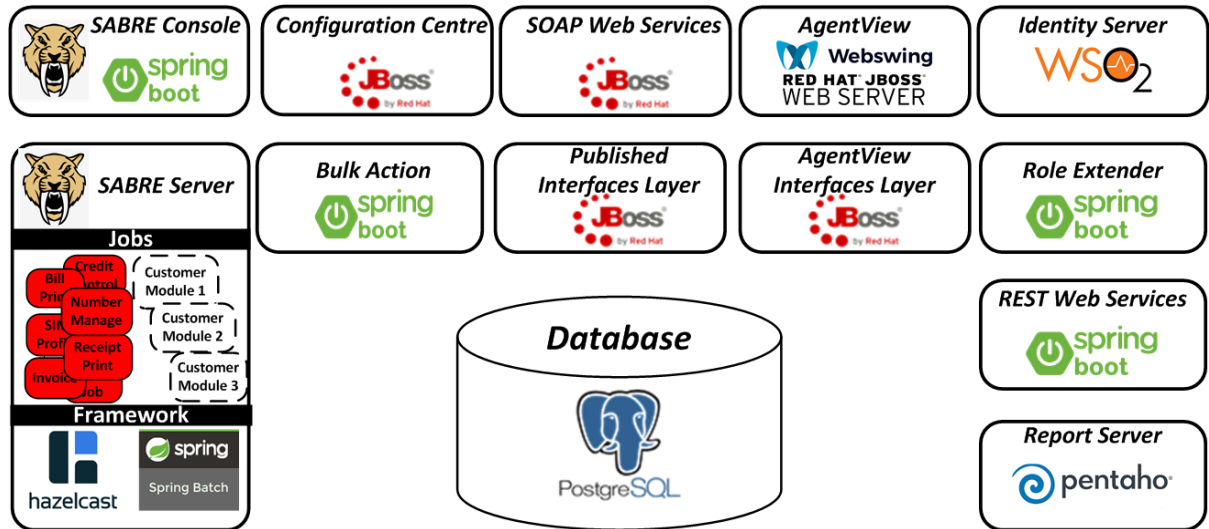 SABRE Console
spring
boot
Configuration Centre
JBoss
by Red Hat
SOAP Web Services
JBoss
by Red Hat
AgentView
Webswing
RED HAT JBOSS
WEB SERVER
Identity Server
WSO2
SABRE Server
Jobs
Credit
Bill
Number
Manage
Receipt
Print
Invoice
Job
Customer
Module 1
Customer
Module 2
Customer
Module 3
Framework
hazelcast
spring
Spring Batch
Bulk Action
spring
boot
Published
Interfaces Layer
JBoss
by Red Hat
AgentView
Interfaces Layer
JBoss
by Red Hat
Role Extender
spring
boot
Database
PostgreSQL
REST Web Services
spring
boot
Report Server
pentaho